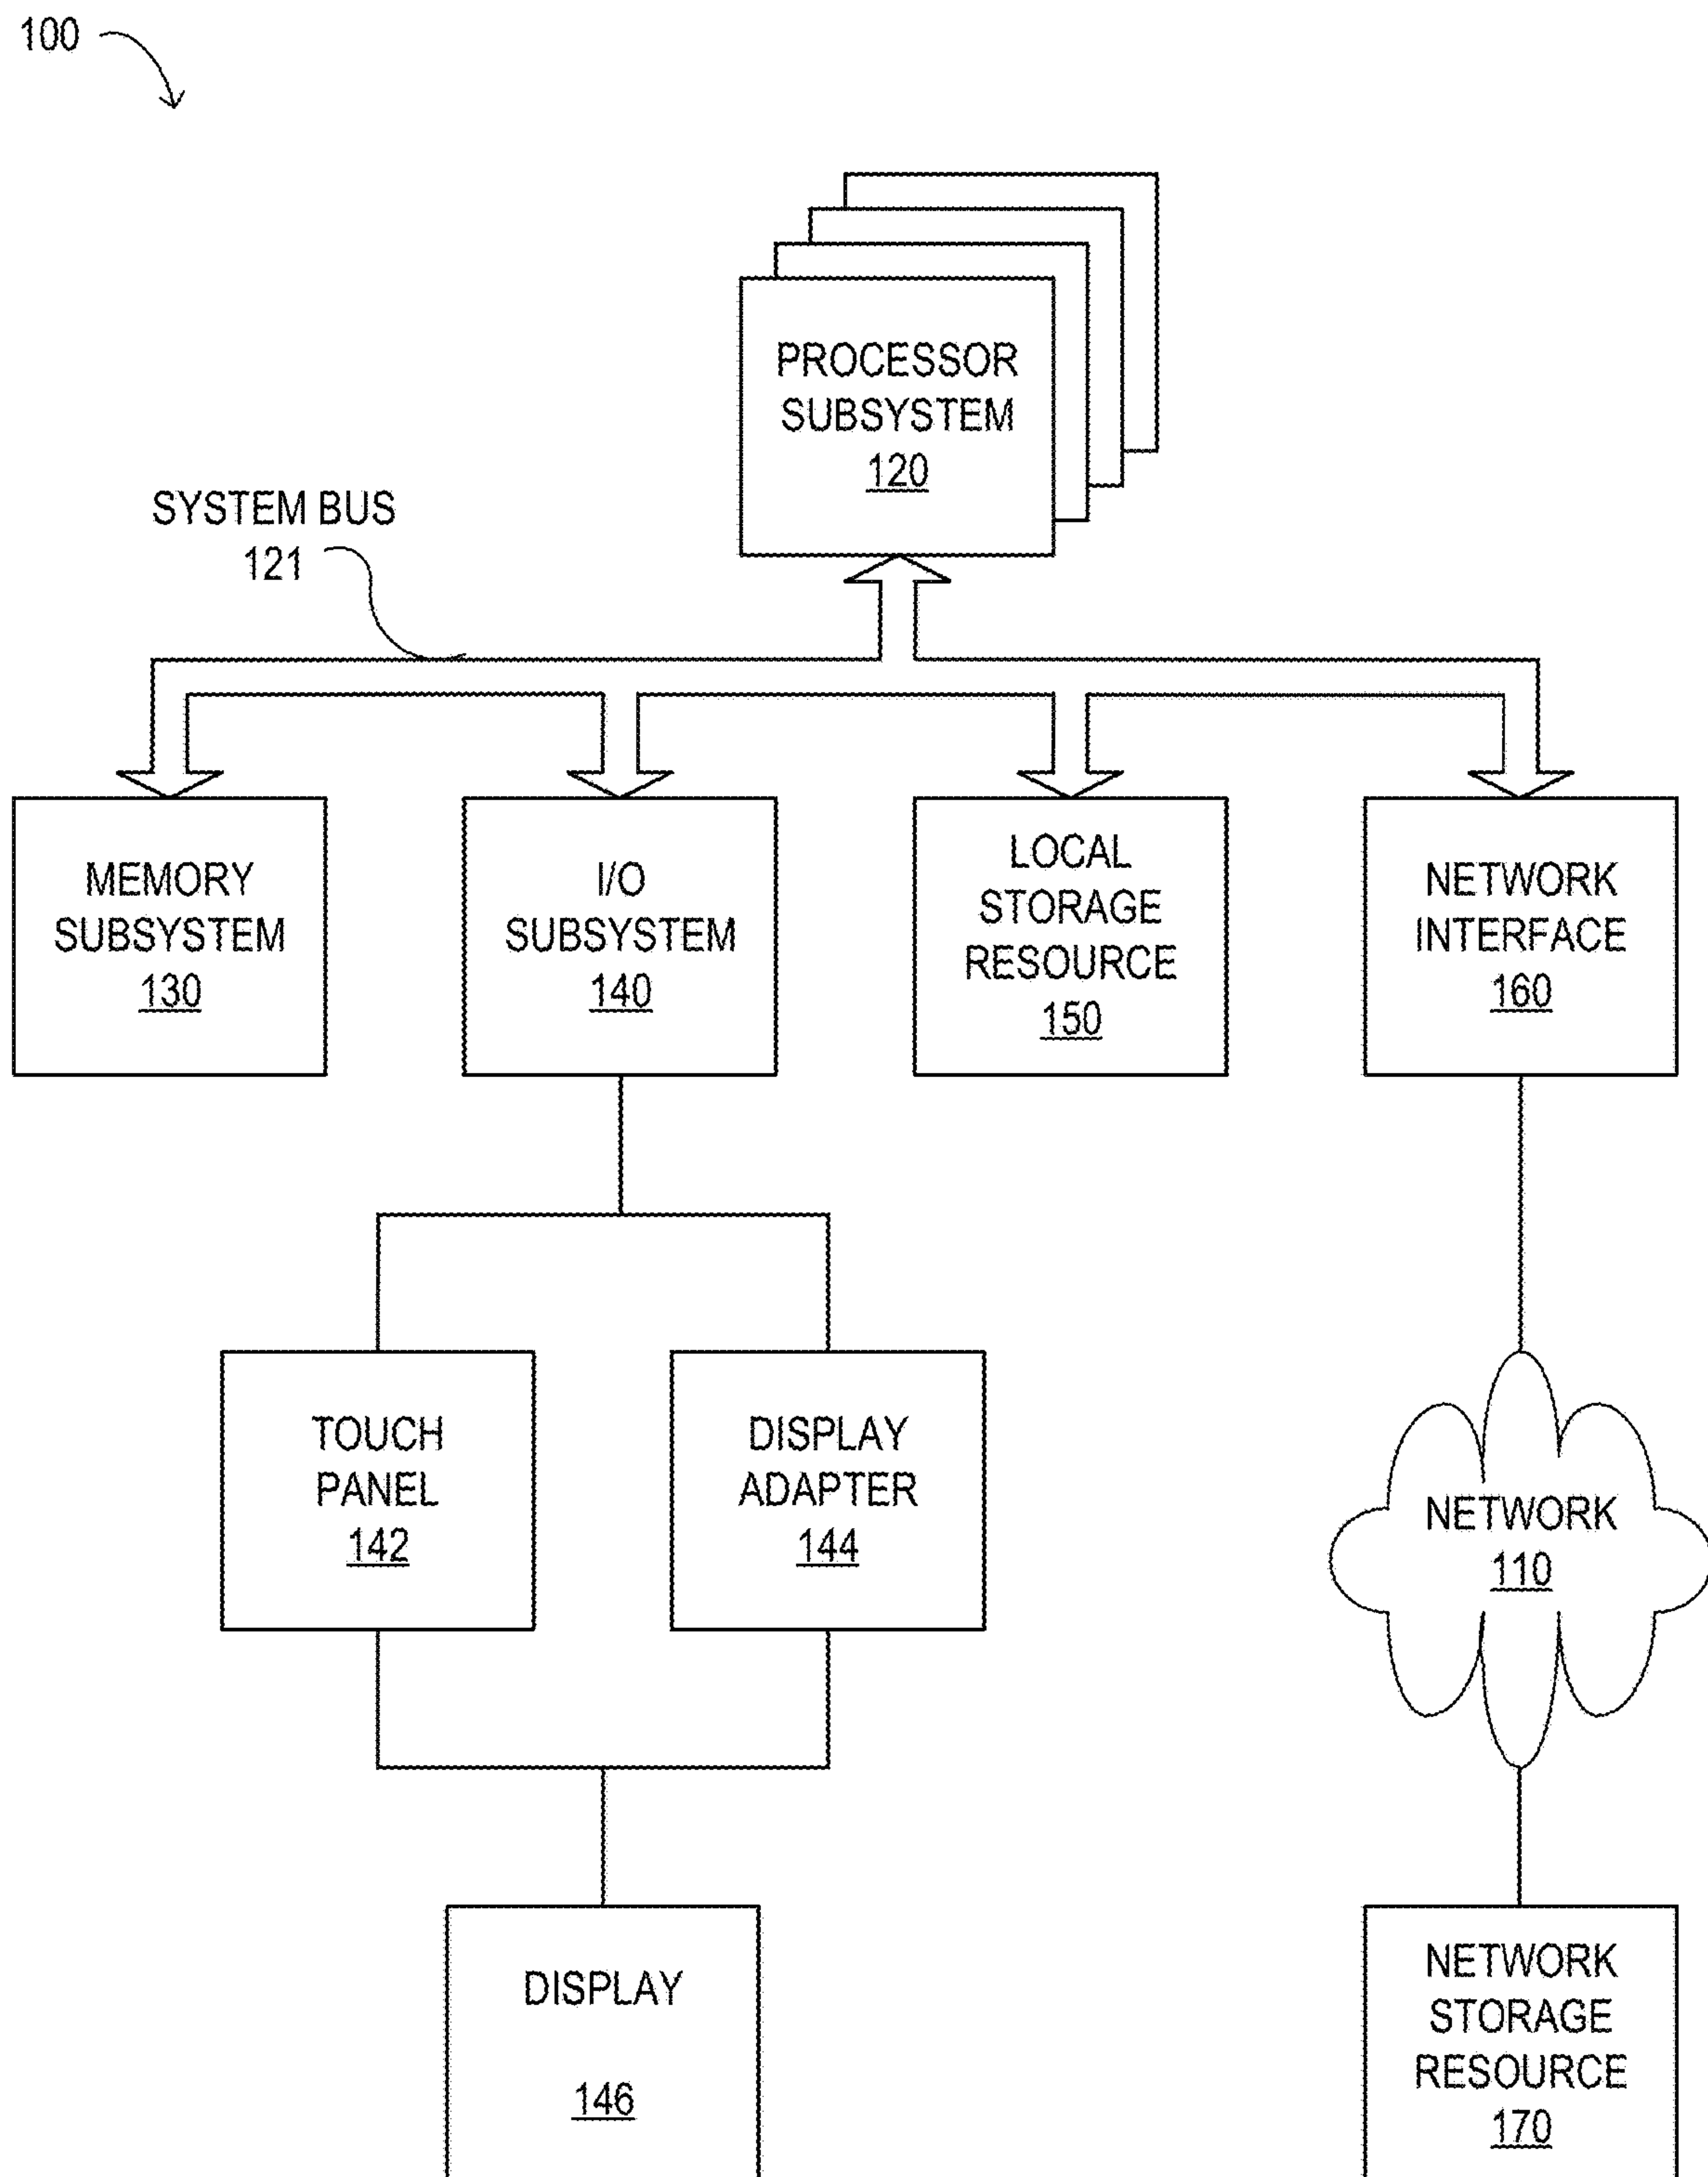 100
PROCESSOR
SUBSYSTEM
120
SYSTEM BUS
121
MEMORY
SUBSYSTEM
130
I/O
SUBSYSTEM
140
LOCAL
STORAGE
RESOURCE
150
NETWORK
INTERFACE
160
TOUCH
PANEL
142
DISPLAY
ADAPTER
144
NETWORK
110
DISPLAY
146
NETWORK
STORAGE
RESOURCE
170